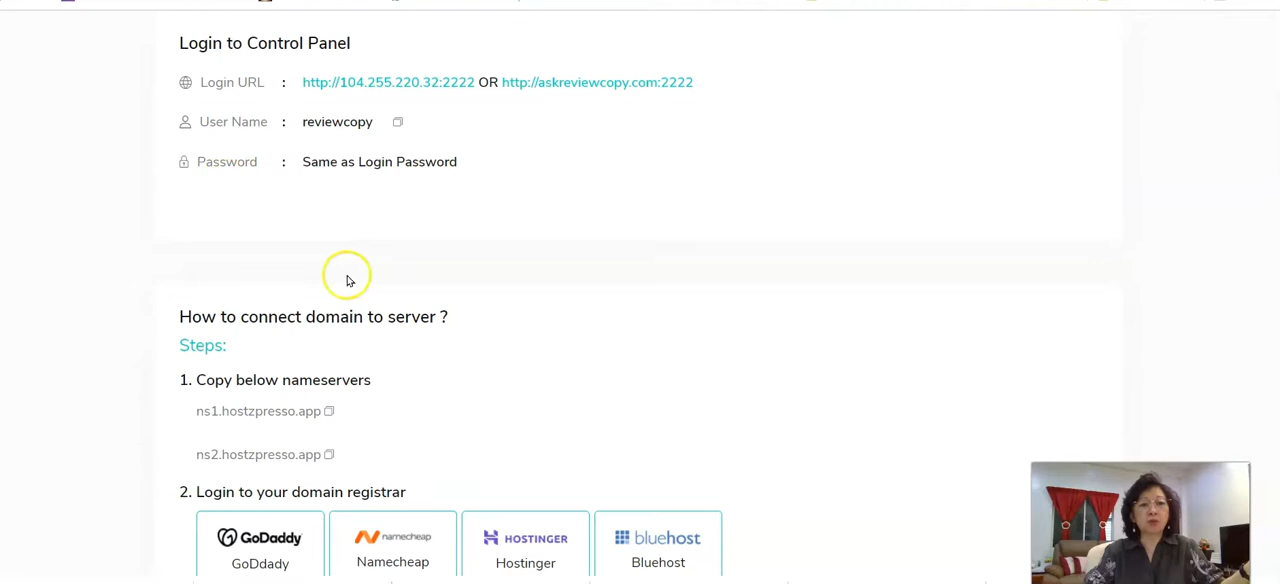 Login to Control Panel
Login URL : http://104.255.220.32:2222 OR http://askreviewcopy.com:2222
User Name : reviewcopy
Password : Same as Login Password
How to connect domain to server ?
Steps:
1. Copy below nameservers
ns1.hostzpresso.app
ns2.hostzpresso.app
2. Login to your domain registrar
GoDaddy namecheap HOSTINGER bluehost
GoDdady Namecheap Hostinger Bluehost